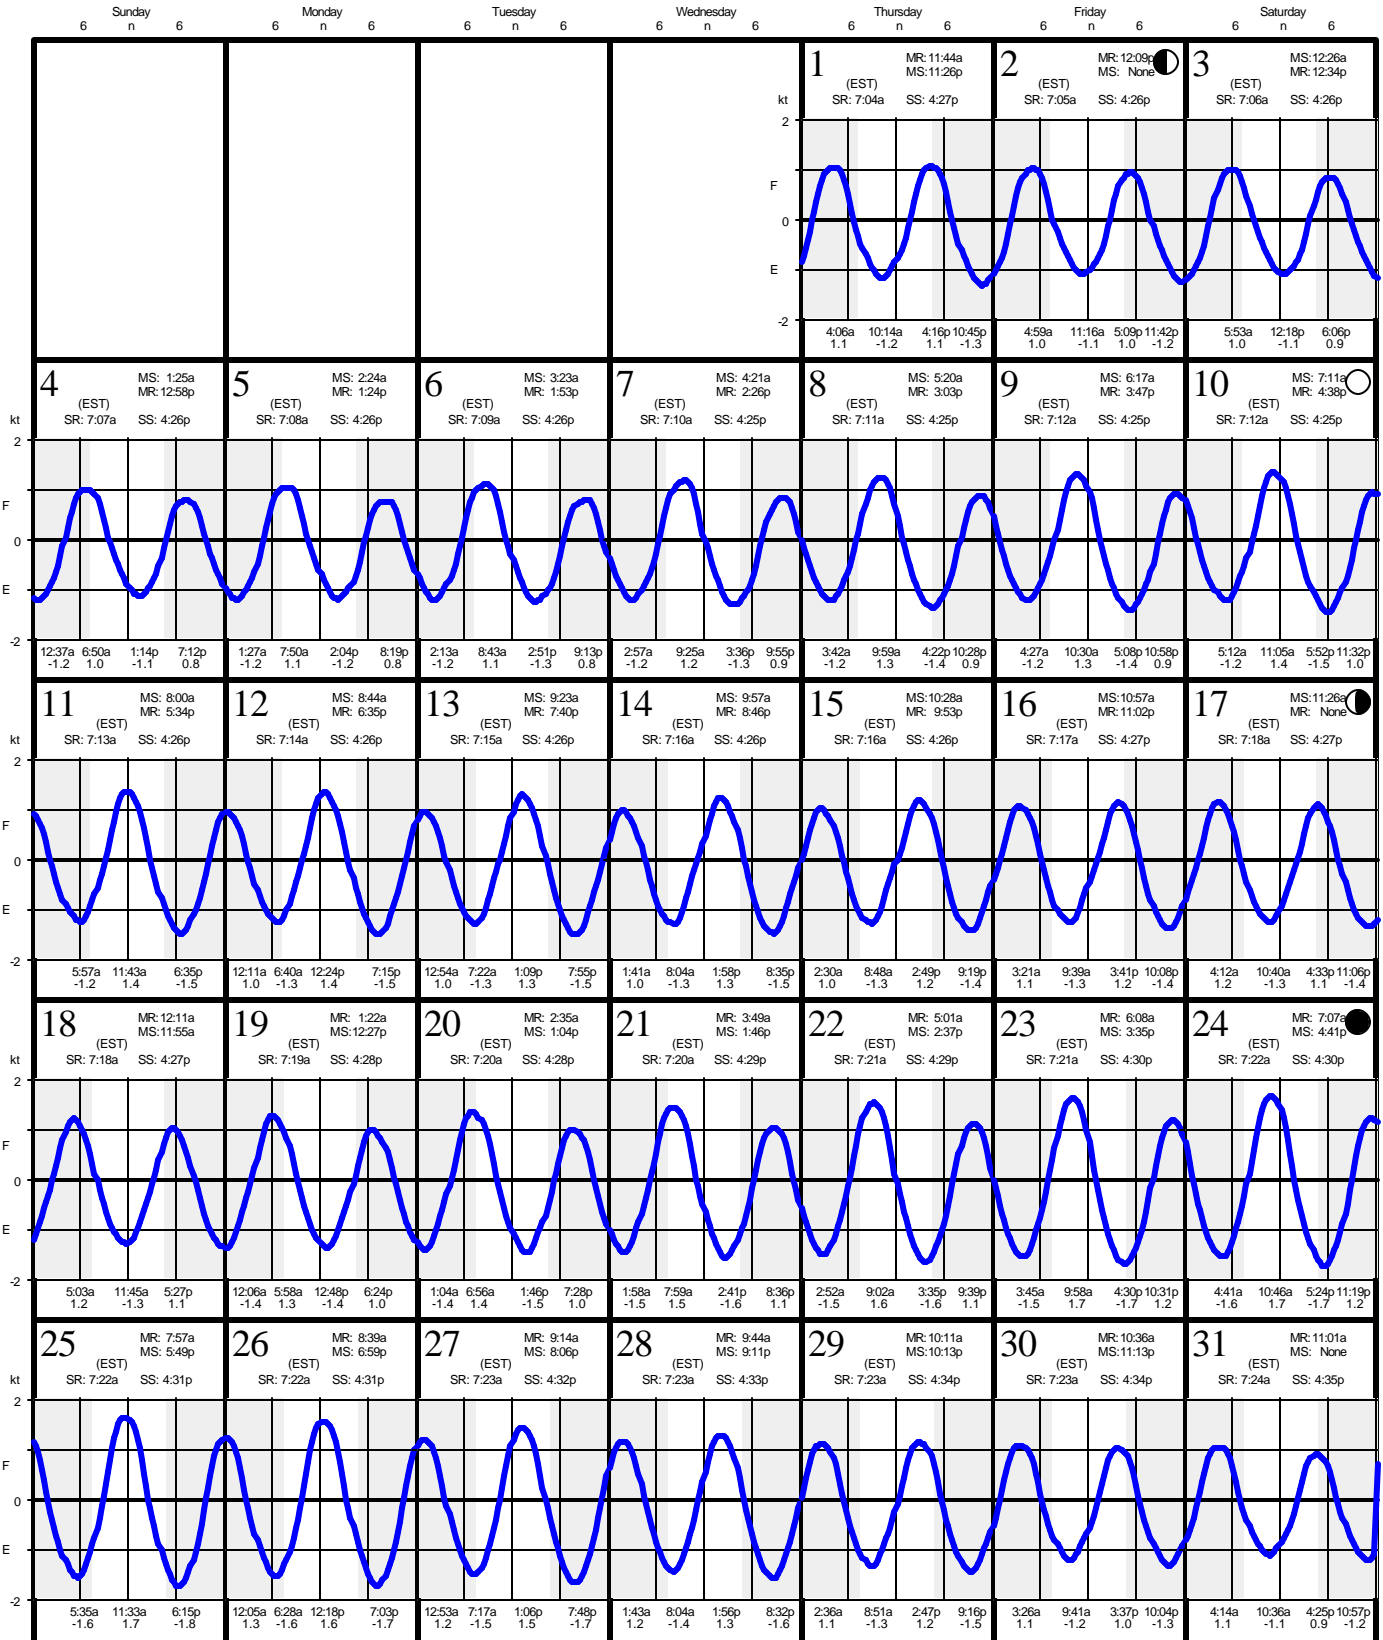 Sunday Monday Tuesday Wednesday Thursday Friday Saturday
6 n 6 6 n 6 6 n 6 6 n 6 6 n 6 6 n 6 6 n 6
1 MR: 11:44a MS: 11:26p (EST) SR: 7:04a SS: 4:27p
2 MR: 12:09p MS: None (EST) SR: 7:05a SS: 4:26p
3 MS: 12:26a MR: 12:34p (EST) SR: 7:06a SS: 4:26p
kt
2
F
0
E
-2
4:06a 10:14a 4:16p 10:45p 4:59a 11:16a 5:09p 11:42p 5:53a 12:18p 6:06p
1.1 -1.2 1.1 -1.3 1.0 -1.1 1.0 -1.2 1.0 -1.1 0.9
4 MS: 1:25a MR: 12:58p (EST) SR: 7:07a SS: 4:26p
5 MS: 2:24a MR: 1:24p (EST) SR: 7:08a SS: 4:26p
6 MS: 3:23a MR: 1:53p (EST) SR: 7:09a SS: 4:26p
7 MS: 4:21a MR: 2:26p (EST) SR: 7:10a SS: 4:25p
8 MS: 5:20a MR: 3:03p (EST) SR: 7:11a SS: 4:25p
9 MS: 6:17a MR: 3:47p (EST) SR: 7:12a SS: 4:25p
10 MS: 7:11a MR: 4:38p (EST) SR: 7:12a SS: 4:25p
kt
2
F
0
E
-2
12:37a 6:50a 1:14p 7:12p 1:27a 7:50a 2:04p 8:19p 2:13a 8:43a 2:51p 9:13p 2:57a 9:25a 3:36p 9:55p 3:42a 9:59a 4:22p 10:28p 4:27a 10:30a 5:08p 10:58p 5:12a 11:05a 5:52p 11:32p
-1.2 1.0 -1.1 0.8 -1.2 1.1 -1.2 0.8 -1.2 1.1 -1.3 0.8 -1.2 1.2 -1.3 0.9 -1.2 1.3 -1.4 0.9 -1.2 1.3 -1.4 0.9 -1.2 1.4 -1.5 1.0
11 MS: 8:00a MR: 5:34p (EST) SR: 7:13a SS: 4:26p
12 MS: 8:44a MR: 6:35p (EST) SR: 7:14a SS: 4:26p
13 MS: 9:23a MR: 7:40p (EST) SR: 7:15a SS: 4:26p
14 MS: 9:57a MR: 8:46p (EST) SR: 7:16a SS: 4:26p
15 MS: 10:28a MR: 9:53p (EST) SR: 7:16a SS: 4:26p
16 MS: 10:57a MR: 11:02p (EST) SR: 7:17a SS: 4:27p
17 MS: 11:26a MR: None (EST) SR: 7:18a SS: 4:27p
kt
2
F
0
E
-2
5:57a 11:43a 6:35p 12:11a 6:40a 12:24p 7:15p 12:54a 7:22a 1:09p 7:55p 1:41a 8:04a 1:58p 8:35p 2:30a 8:48a 2:49p 9:19p 3:21a 9:39a 3:41p 10:08p 4:12a 10:40a 4:33p 11:06p
-1.2 1.4 -1.5 1.0 -1.3 1.4 -1.5 1.0 -1.3 1.3 -1.5 1.0 -1.3 1.3 -1.5 1.0 -1.3 1.2 -1.4 1.1 -1.3 1.2 -1.4 1.2 -1.3 1.1 -1.4
18 MR: 12:11a MS: 11:55a (EST) SR: 7:18a SS: 4:27p
19 MR: 1:22a MS: 12:27p (EST) SR: 7:19a SS: 4:28p
20 MR: 2:35a MS: 1:04p (EST) SR: 7:20a SS: 4:28p
21 MR: 3:49a MS: 1:46p (EST) SR: 7:20a SS: 4:29p
22 MR: 5:01a MS: 2:37p (EST) SR: 7:21a SS: 4:29p
23 MR: 6:08a MS: 3:35p (EST) SR: 7:21a SS: 4:30p
24 MR: 7:07a MS: 4:41p (EST) SR: 7:22a SS: 4:30p
kt
2
F
0
E
-2
5:03a 11:45a 5:27p 12:06a 5:58a 12:48p 6:24p 1:04a 6:56a 1:46p 7:28p 1:58a 7:59a 2:41p 8:36p 2:52a 9:02a 3:35p 9:39p 3:45a 9:58a 4:30p 10:31p 4:41a 10:46a 5:24p 11:19p
1.2 -1.3 1.1 -1.4 1.3 -1.4 1.0 -1.4 1.4 -1.5 1.0 -1.5 1.5 -1.6 1.1 -1.5 1.6 -1.6 1.1 -1.5 1.7 -1.7 1.2 -1.6 1.7 -1.7 1.2
25 MR: 7:57a MS: 5:49p (EST) SR: 7:22a SS: 4:31p
26 MR: 8:39a MS: 6:59p (EST) SR: 7:22a SS: 4:31p
27 MR: 9:14a MS: 8:06p (EST) SR: 7:23a SS: 4:32p
28 MR: 9:44a MS: 9:11p (EST) SR: 7:23a SS: 4:33p
29 MR: 10:11a MS: 10:13p (EST) SR: 7:23a SS: 4:34p
30 MR: 10:36a MS: 11:13p (EST) SR: 7:23a SS: 4:34p
31 MR: 11:01a MS: None (EST) SR: 7:24a SS: 4:35p
kt
2
F
0
E
-2
5:35a 11:33a 6:15p 12:05a 6:28a 12:18p 7:03p 12:53a 7:17a 1:06p 7:48p 1:43a 8:04a 1:56p 8:32p 2:36a 8:51a 2:47p 9:16p 3:26a 9:41a 3:37p 10:04p 4:14a 10:36a 4:25p 10:57p
-1.6 1.7 -1.8 1.3 -1.6 1.6 -1.7 1.2 -1.5 1.5 -1.7 1.2 -1.4 1.3 -1.6 1.1 -1.3 1.2 -1.5 1.1 -1.2 1.0 -1.3 1.1 -1.1 0.9 -1.2